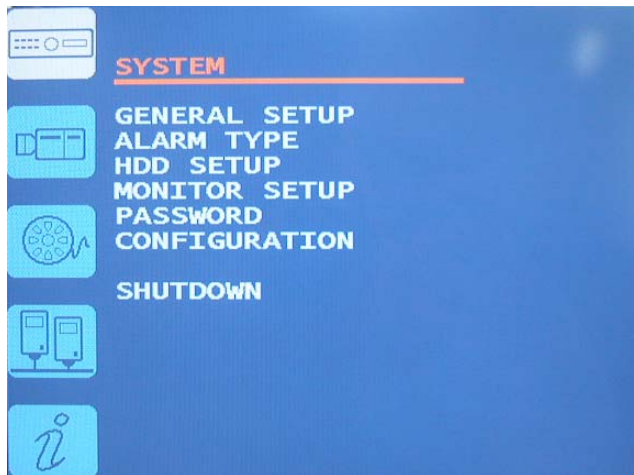 SYSTEM
GENERAL SETUP
ALARM TYPE
HDD SETUP
MONITOR SETUP
PASSWORD
CONFIGURATION
SHUTDOWN
i